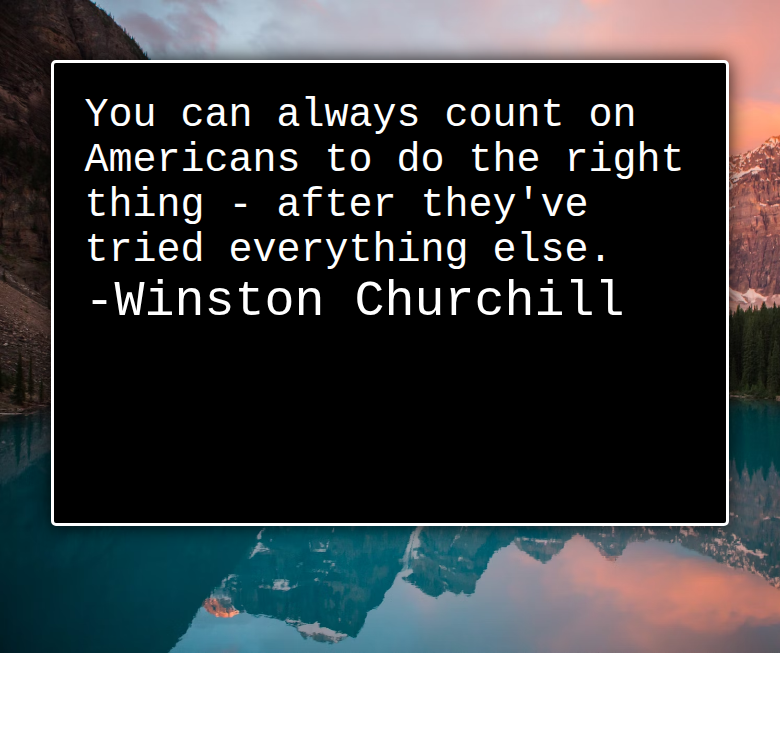 You can always count on
Americans to do the right
thing - after they've
tried everything else.
-Winston Churchill